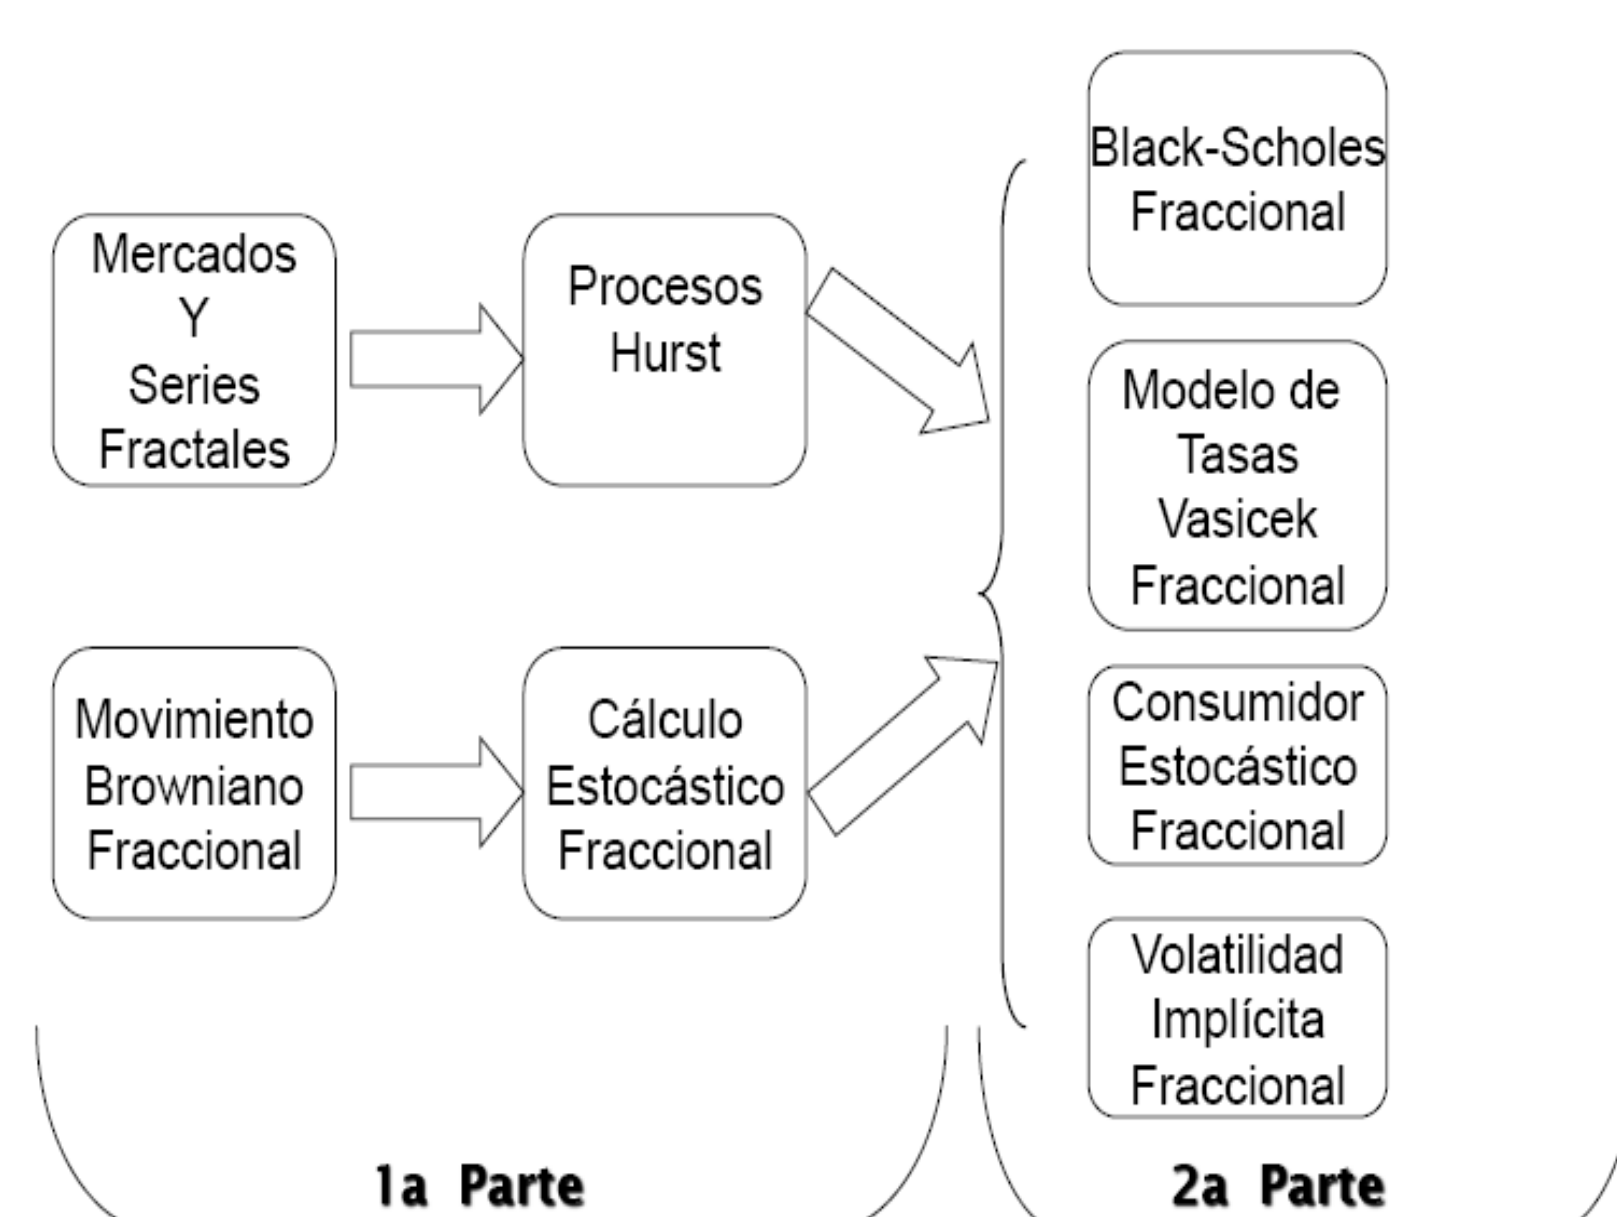 Mercados
Y
Series
Fractales
Procesos
Hurst
Movimiento
Browniano
Fraccional
Cálculo
Estocástico
Fraccional
Black-Scholes
Fraccional
Modelo de
Tasas
Vasicek
Fraccional
Consumidor
Estocástico
Fraccional
Volatilidad
Implícita
Fraccional
1a Parte
2a Parte